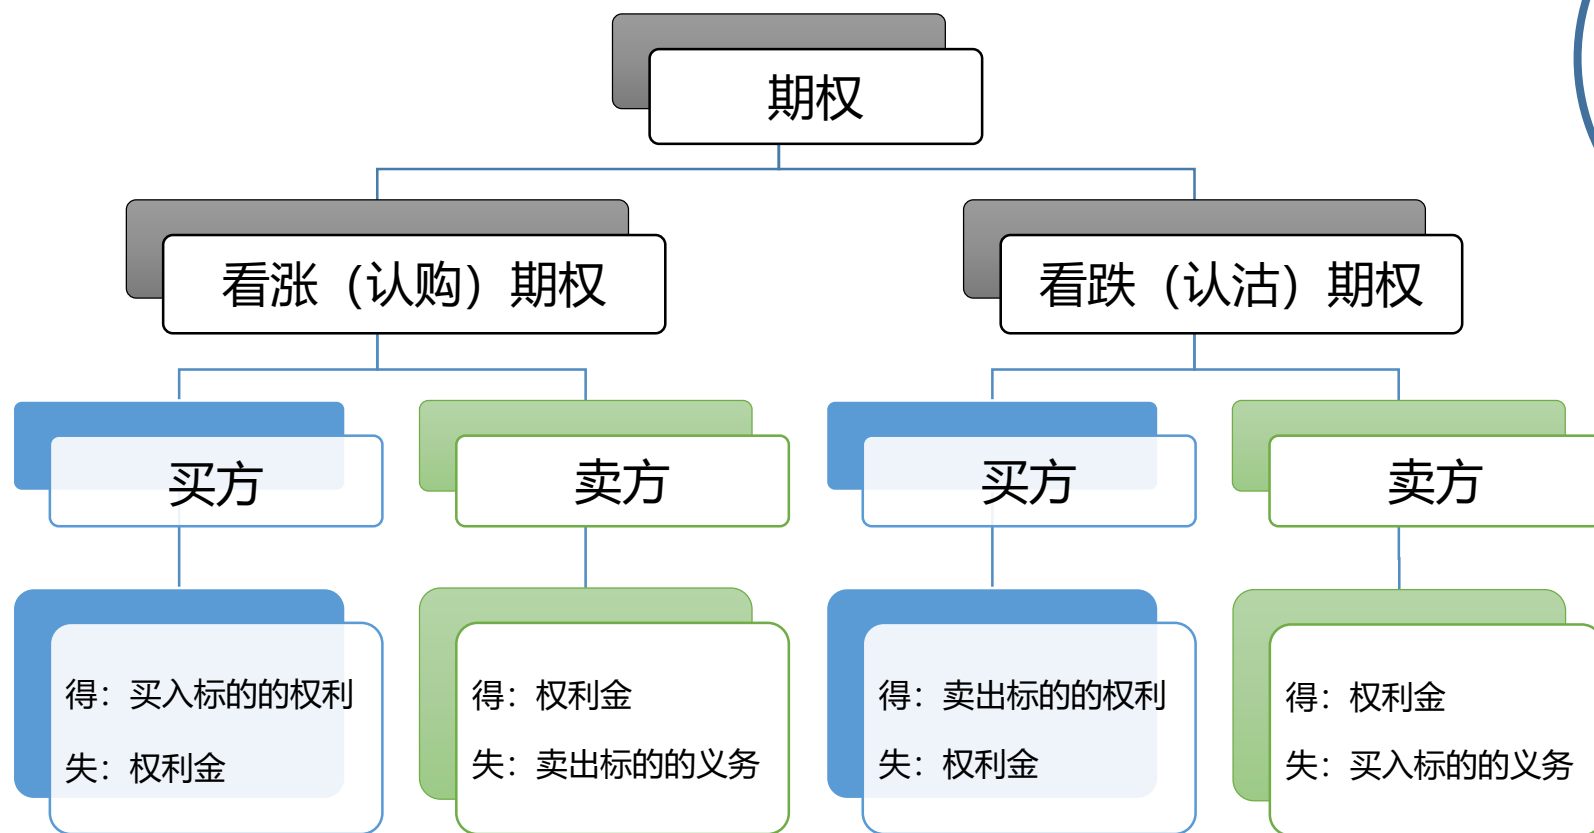 期权
看涨（认购）期权
看跌（认沽）期权
买方
卖方
买方
卖方
得：买入标的的权利
失：权利金
得：权利金
失：卖出标的的义务
得：卖出标的的权利
失：权利金
得：权利金
失：买入标的的义务